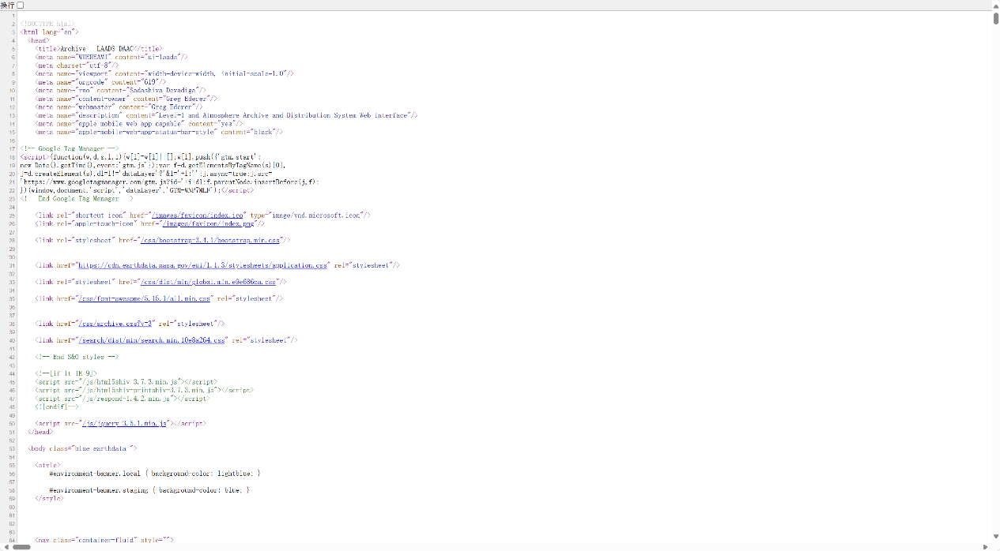 换行
1
2 <!DOCTYPE html>
3 <html lang="en">
4 <head>
5 <title>Archive - LAADS DAAC</title>
6 <meta name="WHEREAMI" content="ui-laads"/>
7 <meta charset="utf-8"/>
8 <meta name="viewport" content="width=device-width, initial-scale=1.0"/>
9 <meta name="orgcode" content="619"/>
10 <meta name="rno" content="Sadashiva Devadiga"/>
11 <meta name="content-owner" content="Greg Ederer"/>
12 <meta name="webmaster" content="Greg Ederer"/>
13 <meta name="description" content="Level-1 and Atmosphere Archive and Distribution System Web Interface"/>
14 <meta name="apple-mobile-web-app-capable" content="yes"/>
15 <meta name="apple-mobile-web-app-status-bar-style" content="black"/>
16
17 <!-- Google Tag Manager -->
18 <script>(function(w,d,s,l,i){w[l]=w[l]||[];w[l].push({'gtm.start':
19 new Date().getTime(),event:'gtm.js'});var f=d.getElementsByTagName(s)[0],
20 j=d.createElement(s),dl=l!='dataLayer'?'&l='+l:'';j.async=true;j.src=
21 'https://www.googletagmanager.com/gtm.js?id='+i+dl;f.parentNode.insertBefore(j,f);
22 })(window,document,'script','dataLayer','GTM-WNP7MLF');</script>
23 <!-- End Google Tag Manager -->
24
25 <link rel="shortcut icon" href="/images/favicon/index.ico" type="image/vnd.microsoft.icon"/>
26 <link rel="apple-touch-icon" href="/images/favicon/index.png"/>
27
28 <link rel="stylesheet" href="/css/bootstrap-3.4.1/bootstrap.min.css"/>
29
30
31 <link href="https://cdn.earthdata.nasa.gov/eui/1.1.3/stylesheets/application.css" rel="stylesheet"/>
32
33 <link rel="stylesheet" href="/css/dist/min/global.min.e9e686ca.css"/>
34
35 <link href="/css/font-awesome/5.15.1/all.min.css" rel="stylesheet"/>
36
37
38 <link href="/css/archive.css?v=3" rel="stylesheet"/>
39
40 <link href="/search/dist/min/search.min.10e8a264.css" rel="stylesheet"/>
41
42 <!-- End S&O styles -->
43
44 <!--[if lt IE 9]>
45 <script src="/js/html5shiv-3.7.3.min.js"></script>
46 <script src="/js/html5shiv-printshiv-3.7.3.min.js"></script>
47 <script src="/js/respond-1.4.2.min.js"></script>
48 <![endif]-->
49
50 <script src="/js/jquery-3.5.1.min.js"></script>
51 </head>
52
53 <body class="blue earthdata ">
54
55 <style>
56 #environment-banner.local { background-color: lightblue; }
57
58 #environment-banner.staging { background-color: blue; }
59 </style>
60
61
62
63
64 <nav class="container-fluid" style="">